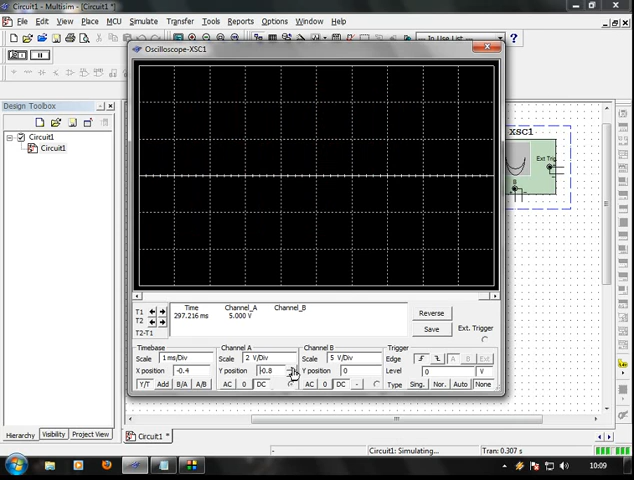 Circuit1 - Multisim - [Circuit1 *]
File Edit View Place MCU Simulate Transfer Tools Reports Options Window Help
In Use List
Oscilloscope-XSC1
Design Toolbox
Circuit1
Circuit1
XSC1
Ext Trig
B
Time Channel_A Channel_B
T1 297.216 ms 5.000 V
T2
T2-T1
Reverse
Save
Ext. Trigger
Timebase Channel A Channel B Trigger
Scale 1 ms/Div Scale 2 V/Div Scale 5 V/Div Edge A B Ext
X position -0.4 Y position -0.8 Y position 0 Level 0 V
Y/T Add B/A A/B AC 0 DC AC 0 DC - Type Sing. Nor. Auto None
Hierarchy Visibility Project View Circuit1 *
- Circuit1: Simulating... Tran: 0.307 s
10:09